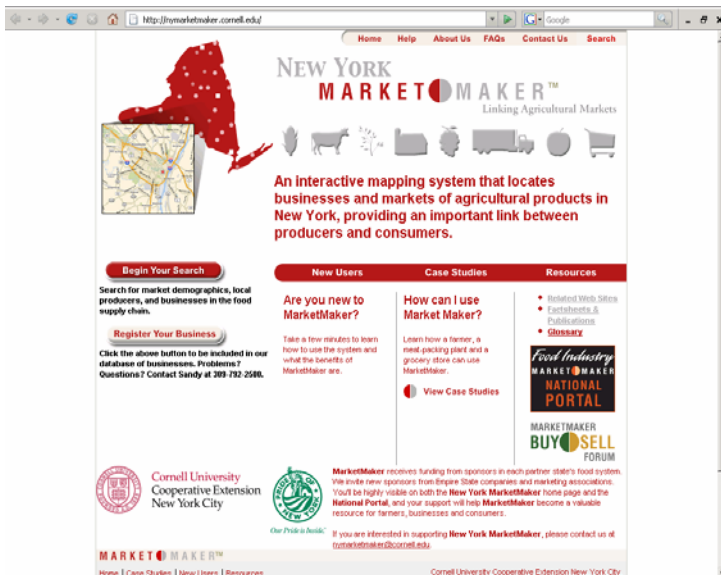 http://nymarketmaker.cornell.edu/
Google
Home Help About Us FAQs Contact Us Search
NEW YORK
MARKET MAKER™
Linking Agricultural Markets
An interactive mapping system that locates
businesses and markets of agricultural products in
New York, providing an important link between
producers and consumers.
Begin Your Search
Search for market demographics, local
producers, and businesses in the food
supply chain.
Register Your Business
Click the above button to be included in our
database of businesses. Problems?
Questions? Contact Sandy at 309-792-2500.
New Users
Are you new to
MarketMaker?
Take a few minutes to learn
how to use the system and
what the benefits of
MarketMaker are.
Case Studies
How can I use
Market Maker?
Learn how a farmer, a
meat-packing plant and a
grocery store can use
MarketMaker.
View Case Studies
Resources
Related Web Sites
Factsheets &
Publications
Glossary
Food Industry
MARKET MAKER
NATIONAL
PORTAL
MARKETMAKER
BUY SELL
FORUM
Cornell University
Cooperative Extension
New York City
PRIDE OF NEW YORK
Our Pride is Inside.
MarketMaker receives funding from sponsors in each partner state's food system.
We invite new sponsors from Empire State companies and marketing associations.
You'll be highly visible on both the New York MarketMaker home page and the
National Portal, and your support will help MarketMaker become a valuable
resource for farmers, businesses and consumers.
If you are interested in supporting New York MarketMaker, please contact us at
nymarketmaker@cornell.edu.
MARKET MAKER™
Home | Case Studies | New Users | Resources
Cornell University Cooperative Extension New York City